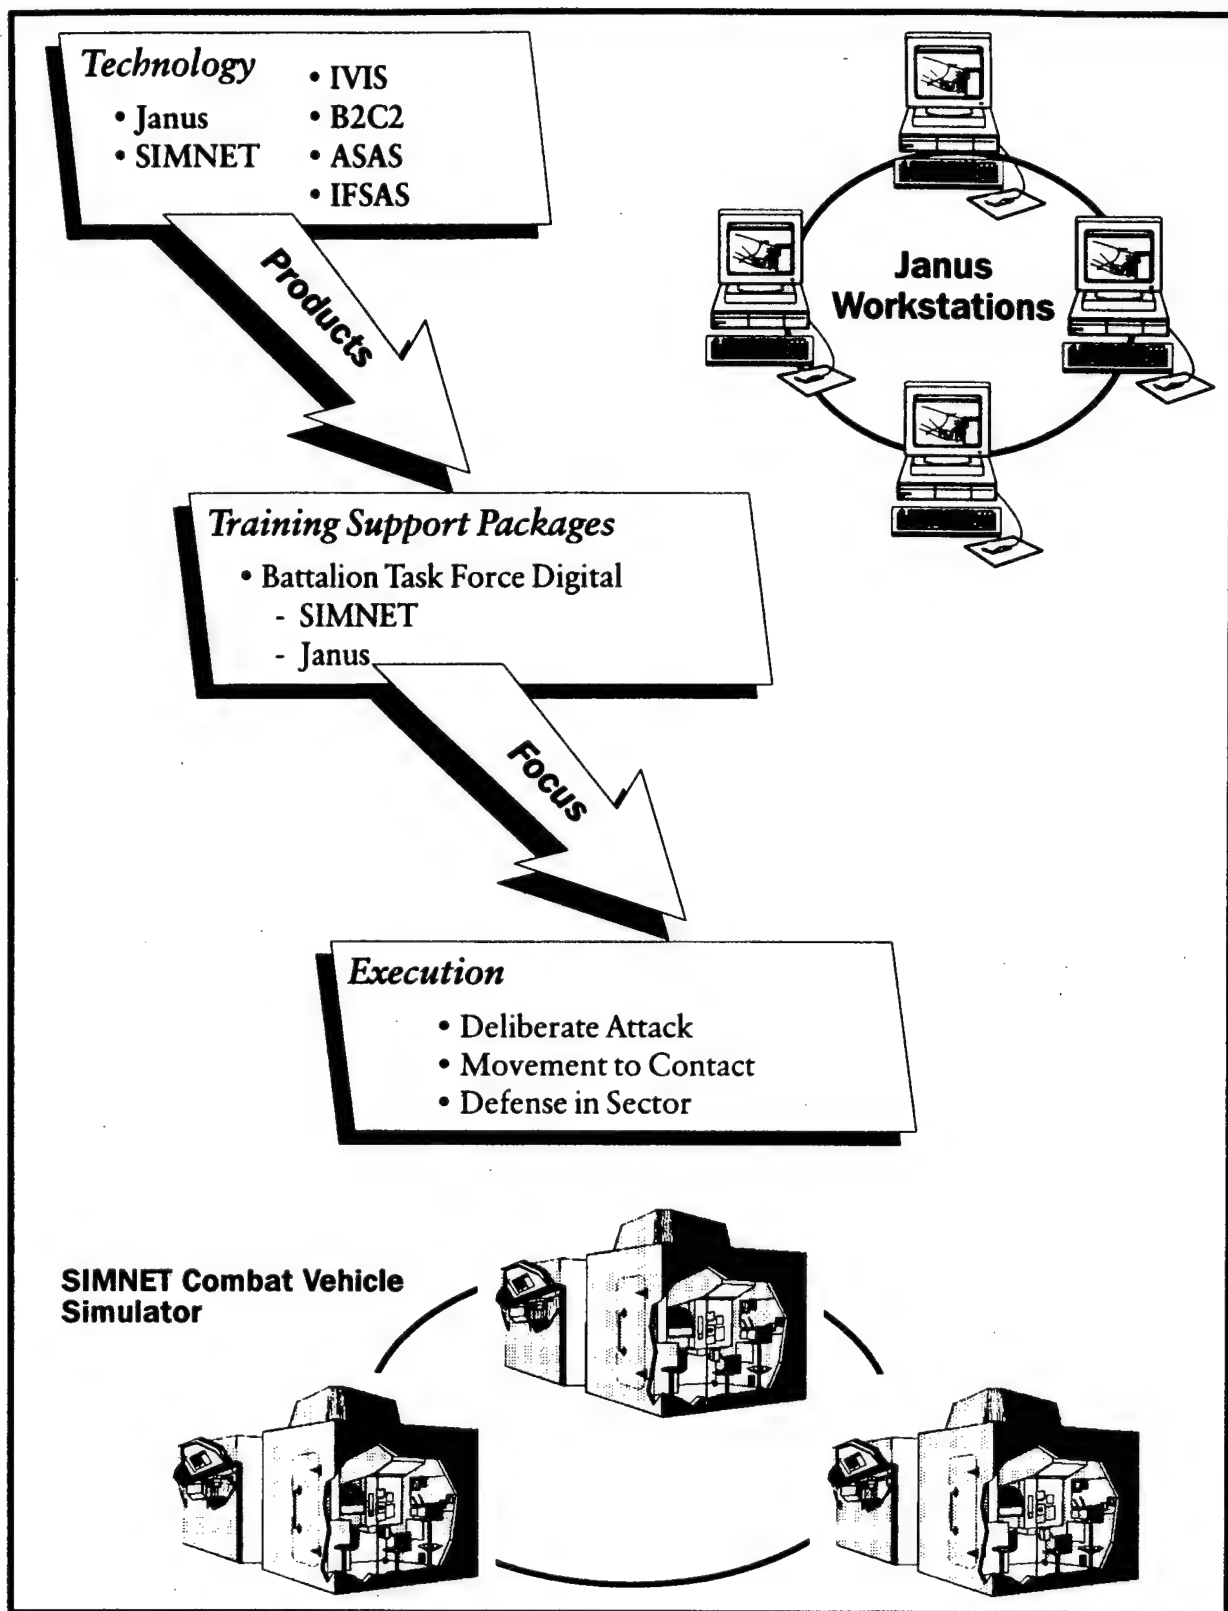 Technology
• Janus
• SIMNET
• IVIS
• B2C2
• ASAS
• IFSAS
Janus
Workstations
Products
Training Support Packages
• Battalion Task Force Digital
- SIMNET
- Janus
Focus
Execution
• Deliberate Attack
• Movement to Contact
• Defense in Sector
SIMNET Combat Vehicle
Simulator